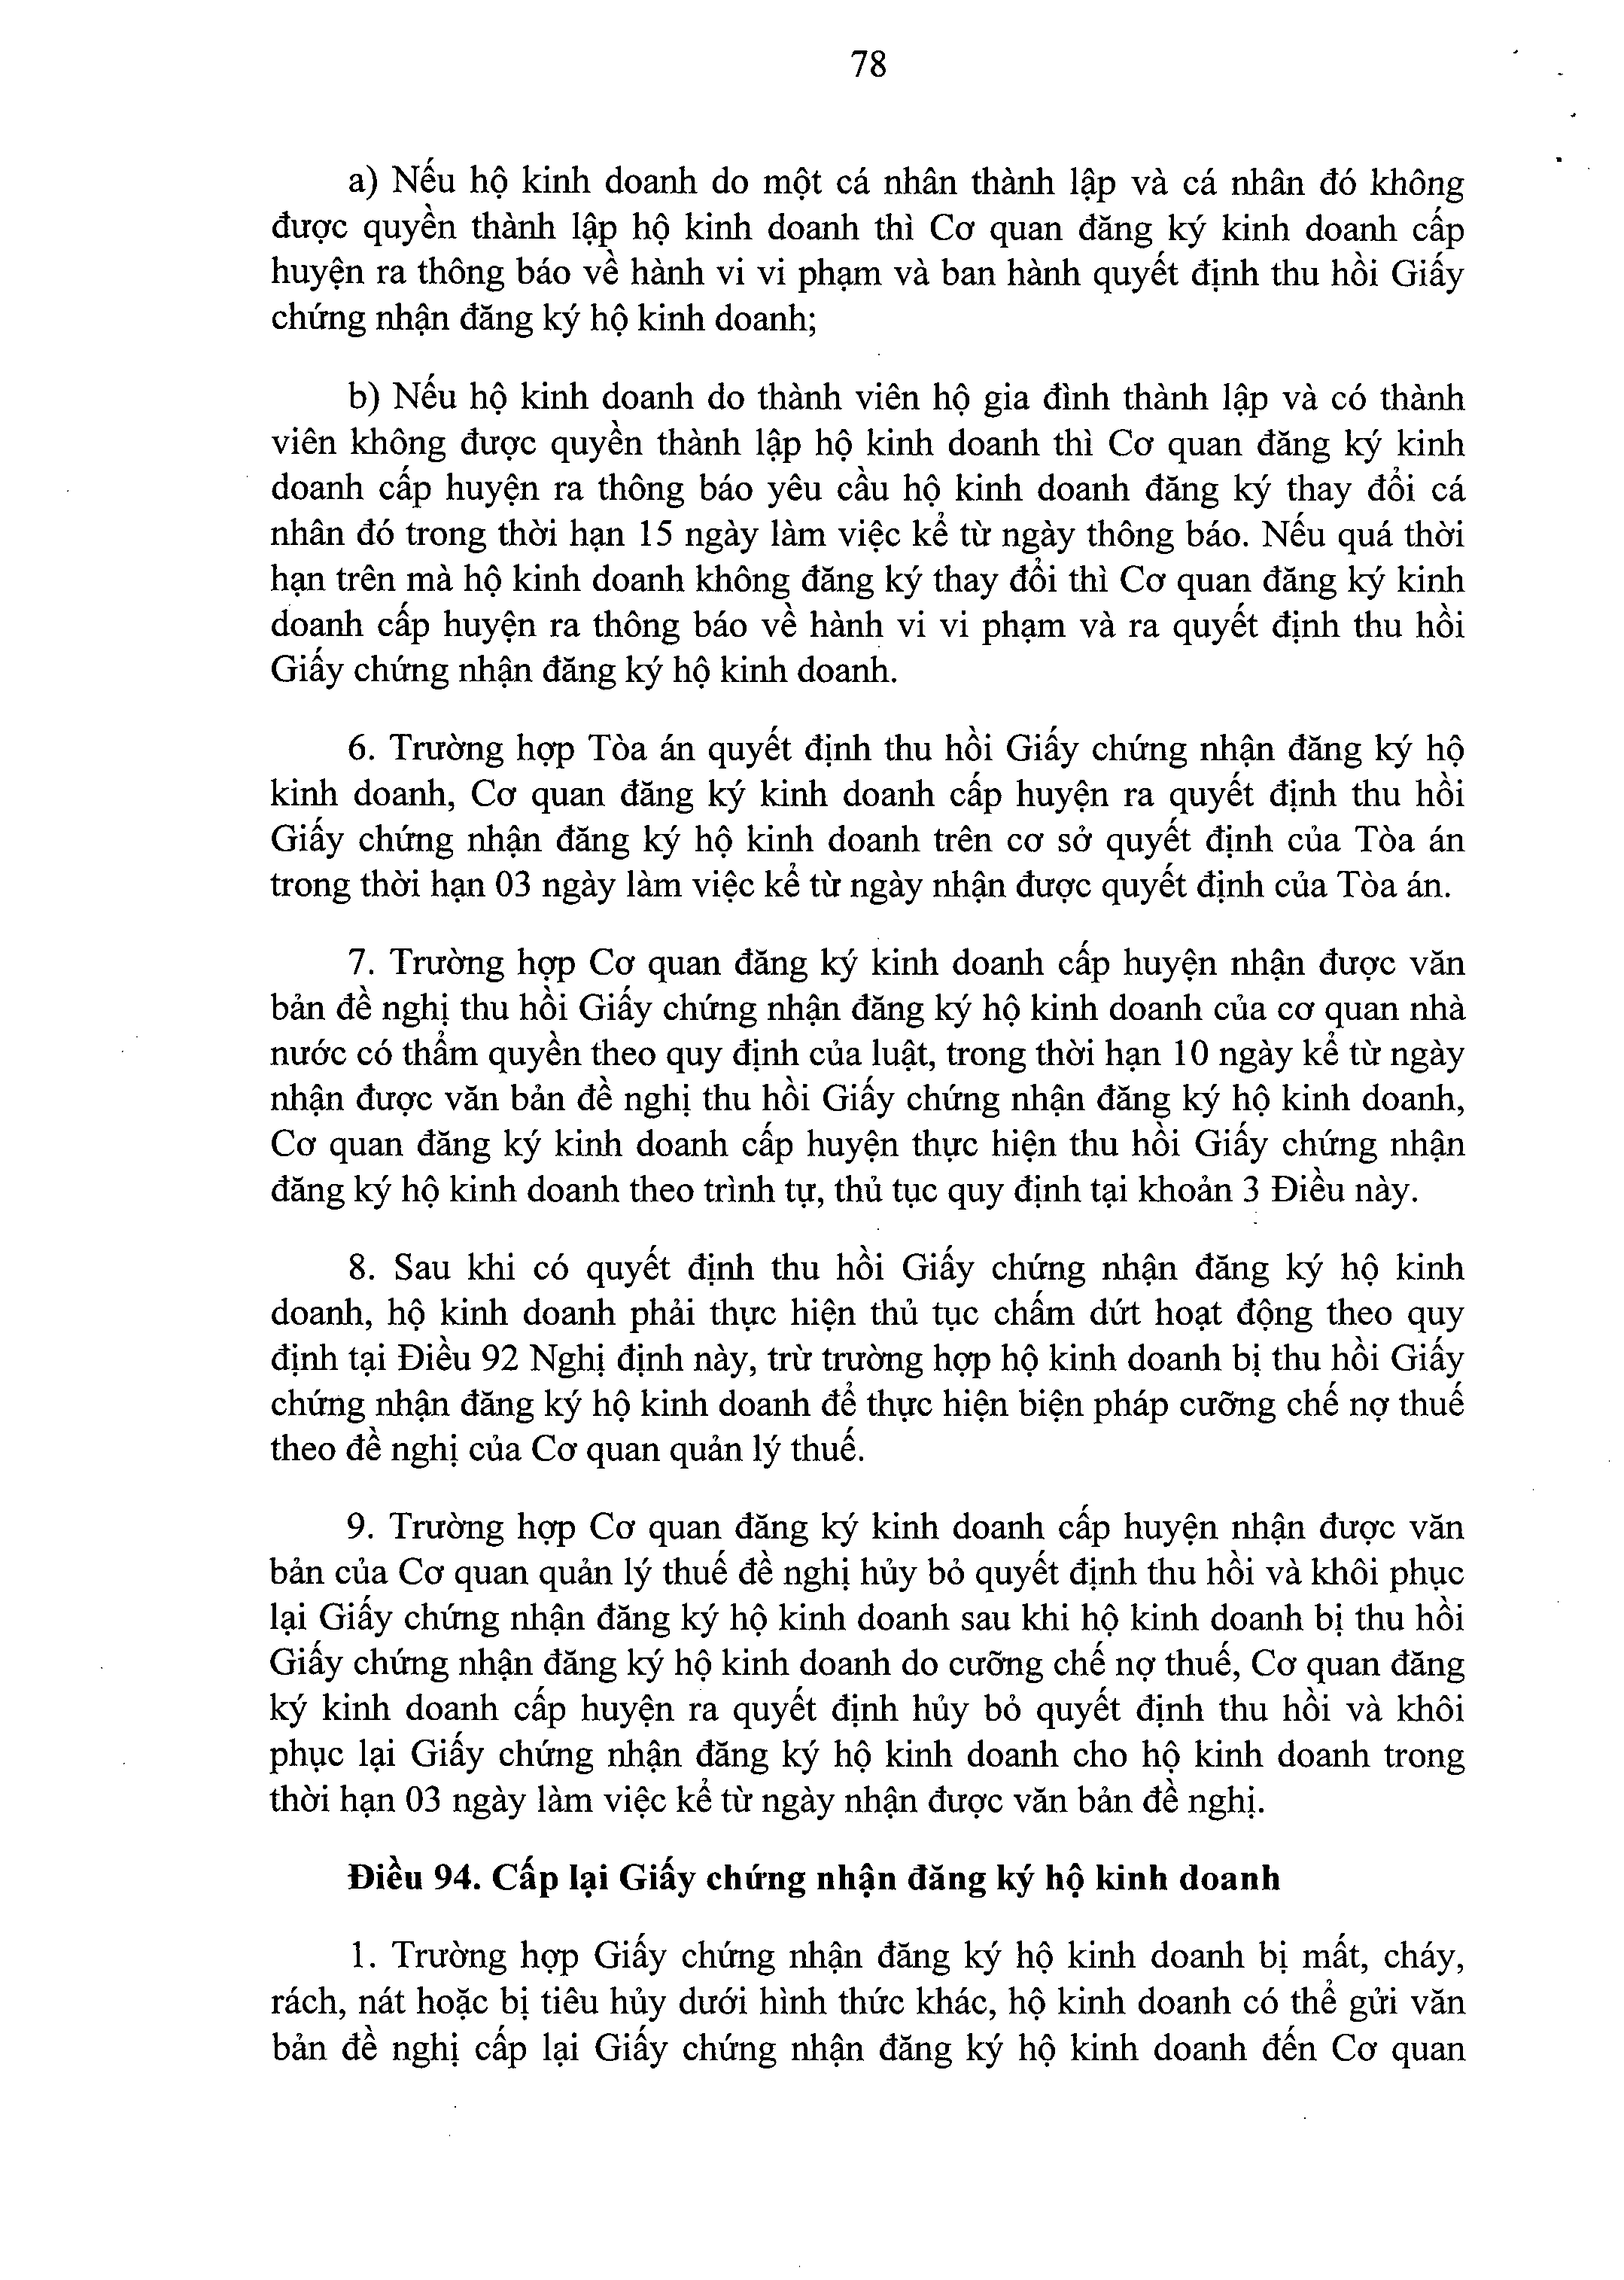 78
a) Nếu hộ kinh doanh do một cá nhân thành lập và cá nhân đó không
được quyền thành lập hộ kinh doanh thì Cơ quan đăng ký kinh doanh cấp
huyện ra thông báo về hành vi vi phạm và ban hành quyết định thu hồi Giấy
chứng nhận đăng ký hộ kinh doanh;
b) Nếu hộ kinh doanh do thành viên hộ gia đình thành lập và có thành
viên không được quyền thành lập hộ kinh doanh thì Cơ quan đăng ký kinh
doanh cấp huyện ra thông báo yêu cầu hộ kinh doanh đăng ký thay đổi cá
nhân đó trong thời hạn 15 ngày làm việc kể từ ngày thông báo. Nếu quá thời
hạn trên mà hộ kinh doanh không đăng ký thay đổi thì Cơ quan đăng ký kinh
doanh cấp huyện ra thông báo về hành vi vi phạm và ra quyết định thu hồi
Giấy chứng nhận đăng ký hộ kinh doanh.
6. Trường hợp Tòa án quyết định thu hồi Giấy chứng nhận đăng ký hộ
kinh doanh, Cơ quan đăng ký kinh doanh cấp huyện ra quyết định thu hồi
Giấy chứng nhận đăng ký hộ kinh doanh trên cơ sở quyết định của Tòa án
trong thời hạn 03 ngày làm việc kể từ ngày nhận được quyết định của Tòa án.
7. Trường hợp Cơ quan đăng ký kinh doanh cấp huyện nhận được văn
bản đề nghị thu hồi Giấy chứng nhận đăng ký hộ kinh doanh của cơ quan nhà
nước có thẩm quyền theo quy định của luật, trong thời hạn 10 ngày kể từ ngày
nhận được văn bản đề nghị thu hồi Giấy chứng nhận đăng ký hộ kinh doanh,
Cơ quan đăng ký kinh doanh cấp huyện thực hiện thu hồi Giấy chứng nhận
đăng ký hộ kinh doanh theo trình tự, thủ tục quy định tại khoản 3 Điều này.
8. Sau khi có quyết định thu hồi Giấy chứng nhận đăng ký hộ kinh
doanh, hộ kinh doanh phải thực hiện thủ tục chấm dứt hoạt động theo quy
định tại Điều 92 Nghị định này, trừ trường hợp hộ kinh doanh bị thu hồi Giấy
chứng nhận đăng ký hộ kinh doanh để thực hiện biện pháp cưỡng chế nợ thuế
theo đề nghị của Cơ quan quản lý thuế.
9. Trường hợp Cơ quan đăng ký kinh doanh cấp huyện nhận được văn
bản của Cơ quan quản lý thuế đề nghị hủy bỏ quyết định thu hồi và khôi phục
lại Giấy chứng nhận đăng ký hộ kinh doanh sau khi hộ kinh doanh bị thu hồi
Giấy chứng nhận đăng ký hộ kinh doanh do cưỡng chế nợ thuế, Cơ quan đăng
ký kinh doanh cấp huyện ra quyết định hủy bỏ quyết định thu hồi và khôi
phục lại Giấy chứng nhận đăng ký hộ kinh doanh cho hộ kinh doanh trong
thời hạn 03 ngày làm việc kể từ ngày nhận được văn bản đề nghị.
Điều 94. Cấp lại Giấy chứng nhận đăng ký hộ kinh doanh
1. Trường hợp Giấy chứng nhận đăng ký hộ kinh doanh bị mất, cháy,
rách, nát hoặc bị tiêu hủy dưới hình thức khác, hộ kinh doanh có thể gửi văn
bản đề nghị cấp lại Giấy chứng nhận đăng ký hộ kinh doanh đến Cơ quan